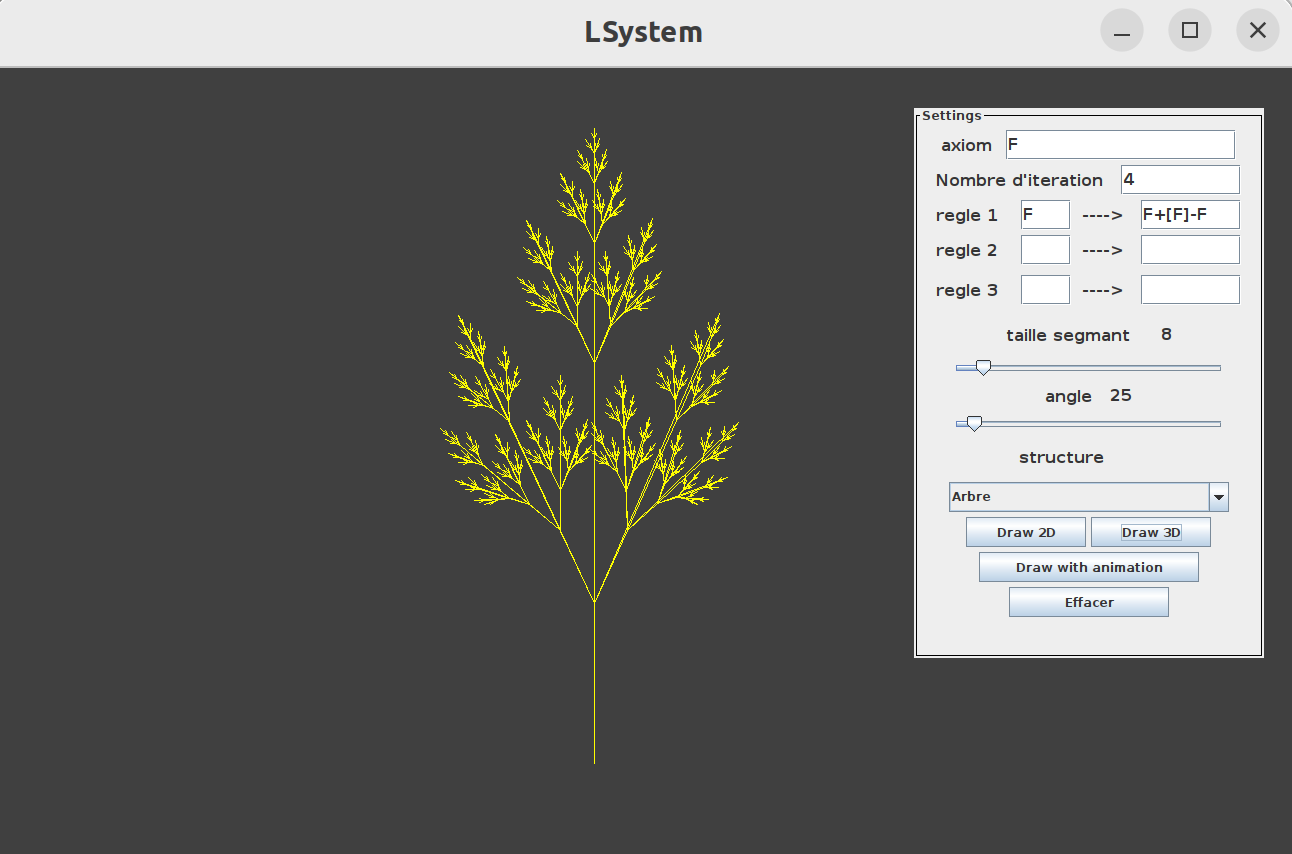 LSystem
Settings
axiom F
Nombre d'iteration 4
regle 1 F ----> F+[F]-F
regle 2 ---->
regle 3 ---->
taille segmant 8
angle 25
structure
Arbre
Draw 2D Draw 3D
Draw with animation
Effacer